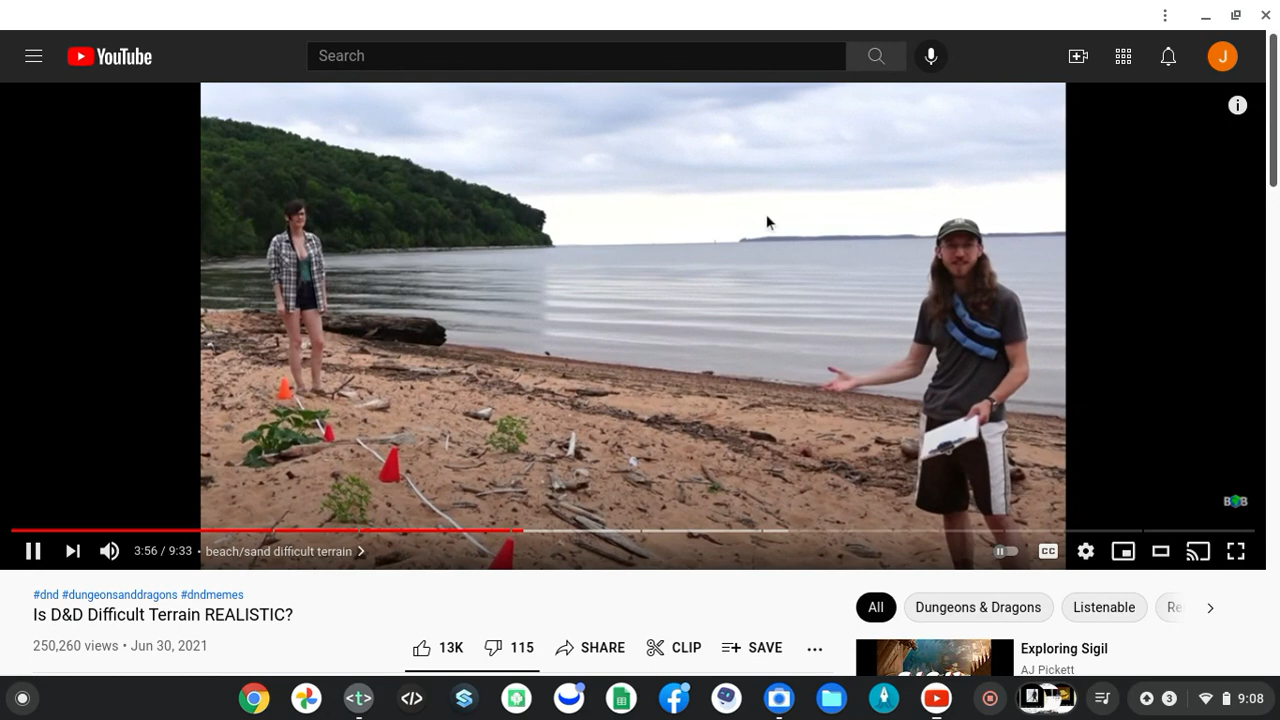 YouTube
Search
J
3:56 / 9:33 • beach/sand difficult terrain
CC
#dnd #dungeonsanddragons #dndmemes
Is D&D Difficult Terrain REALISTIC?
250,260 views • Jun 30, 2021
13K
115
SHARE
CLIP
SAVE
All
Dungeons & Dragons
Listenable
Exploring Sigil
AJ Pickett
<t>
</>
3
9:08